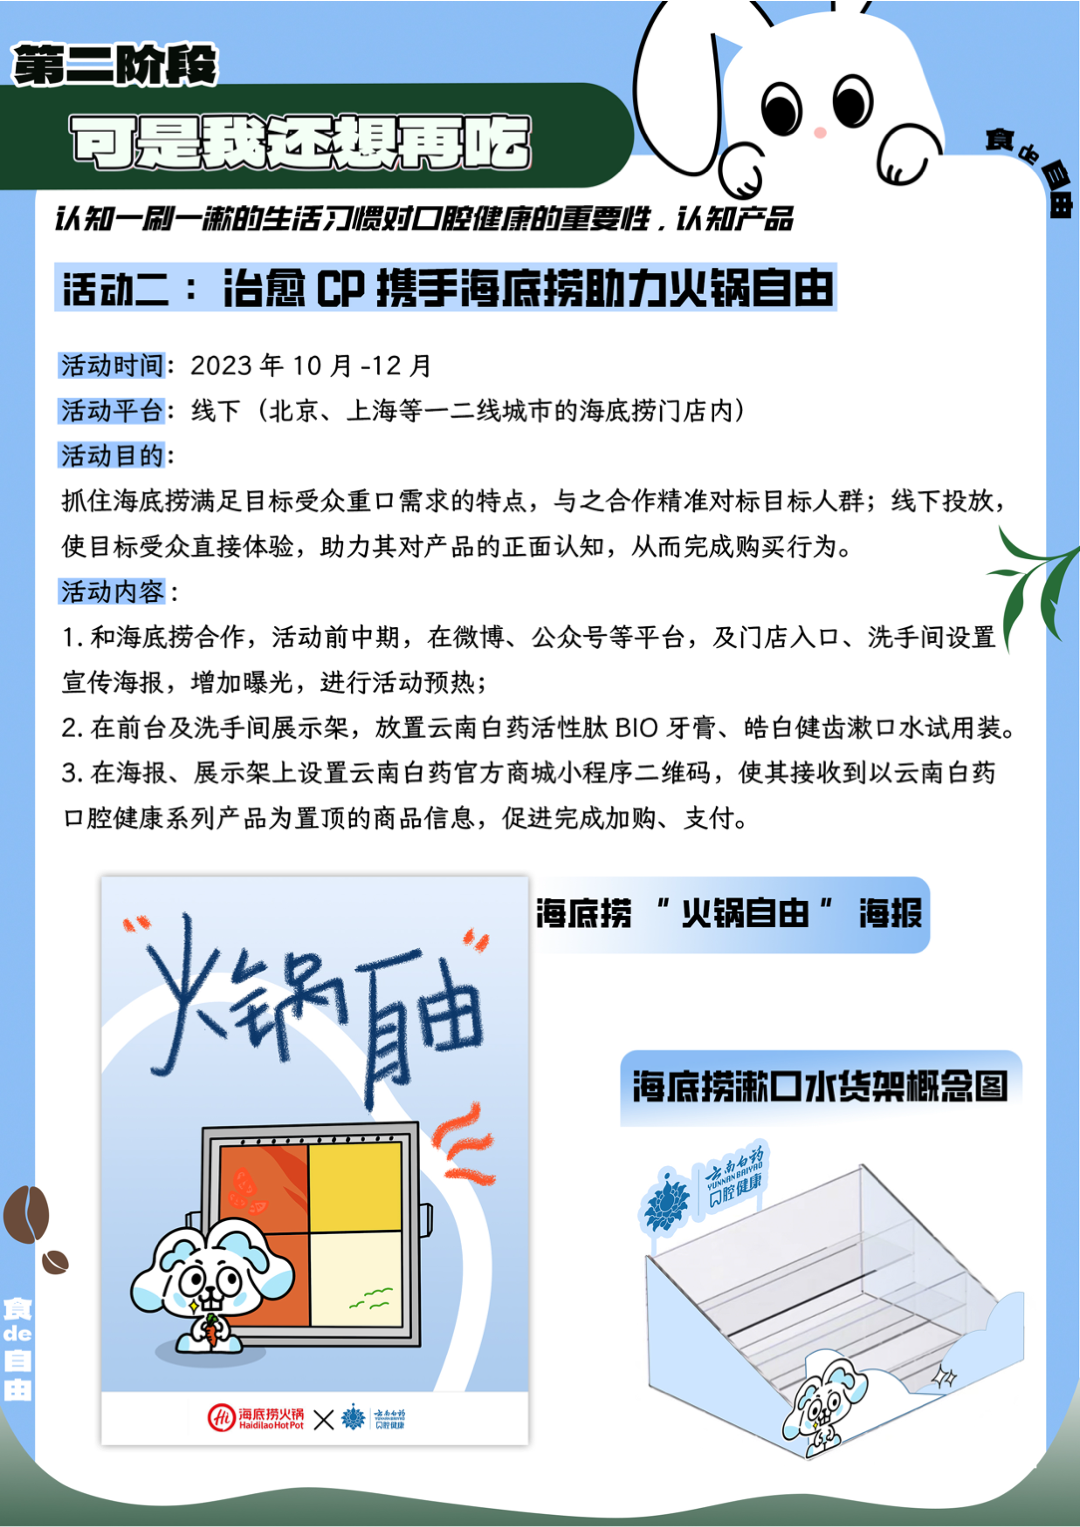 第二阶段
可是我还想再吃
食de自由
认知一刷一漱的生活习惯对口腔健康的重要性，认知产品
活动二：治愈CP携手海底捞助力火锅自由
活动时间：2023年10月-12月
活动平台：线下（北京、上海等一二线城市的海底捞门店内）
活动目的：
抓住海底捞满足目标受众重口需求的特点，与之合作精准对标目标人群；线下投放，
使目标受众直接体验，助力其对产品的正面认知，从而完成购买行为。
活动内容：
1. 和海底捞合作，活动前中期，在微博、公众号等平台，及门店入口、洗手间设置
宣传海报，增加曝光，进行活动预热；
2. 在前台及洗手间展示架，放置云南白药活性肽BIO牙膏、皓白健齿漱口水试用装。
3. 在海报、展示架上设置云南白药官方商城小程序二维码，使其接收到以云南白药
口腔健康系列产品为置顶的商品信息，促进完成加购、支付。
海底捞“火锅自由”海报
"火锅自由"
海底捞漱口水货架概念图
云南白药
YUNNAN BAIYAO
口腔健康
食
de
自
由
Hi 海底捞火锅
Haidilao Hot Pot
×
云南白药
YUNNAN BAIYAO
口腔健康